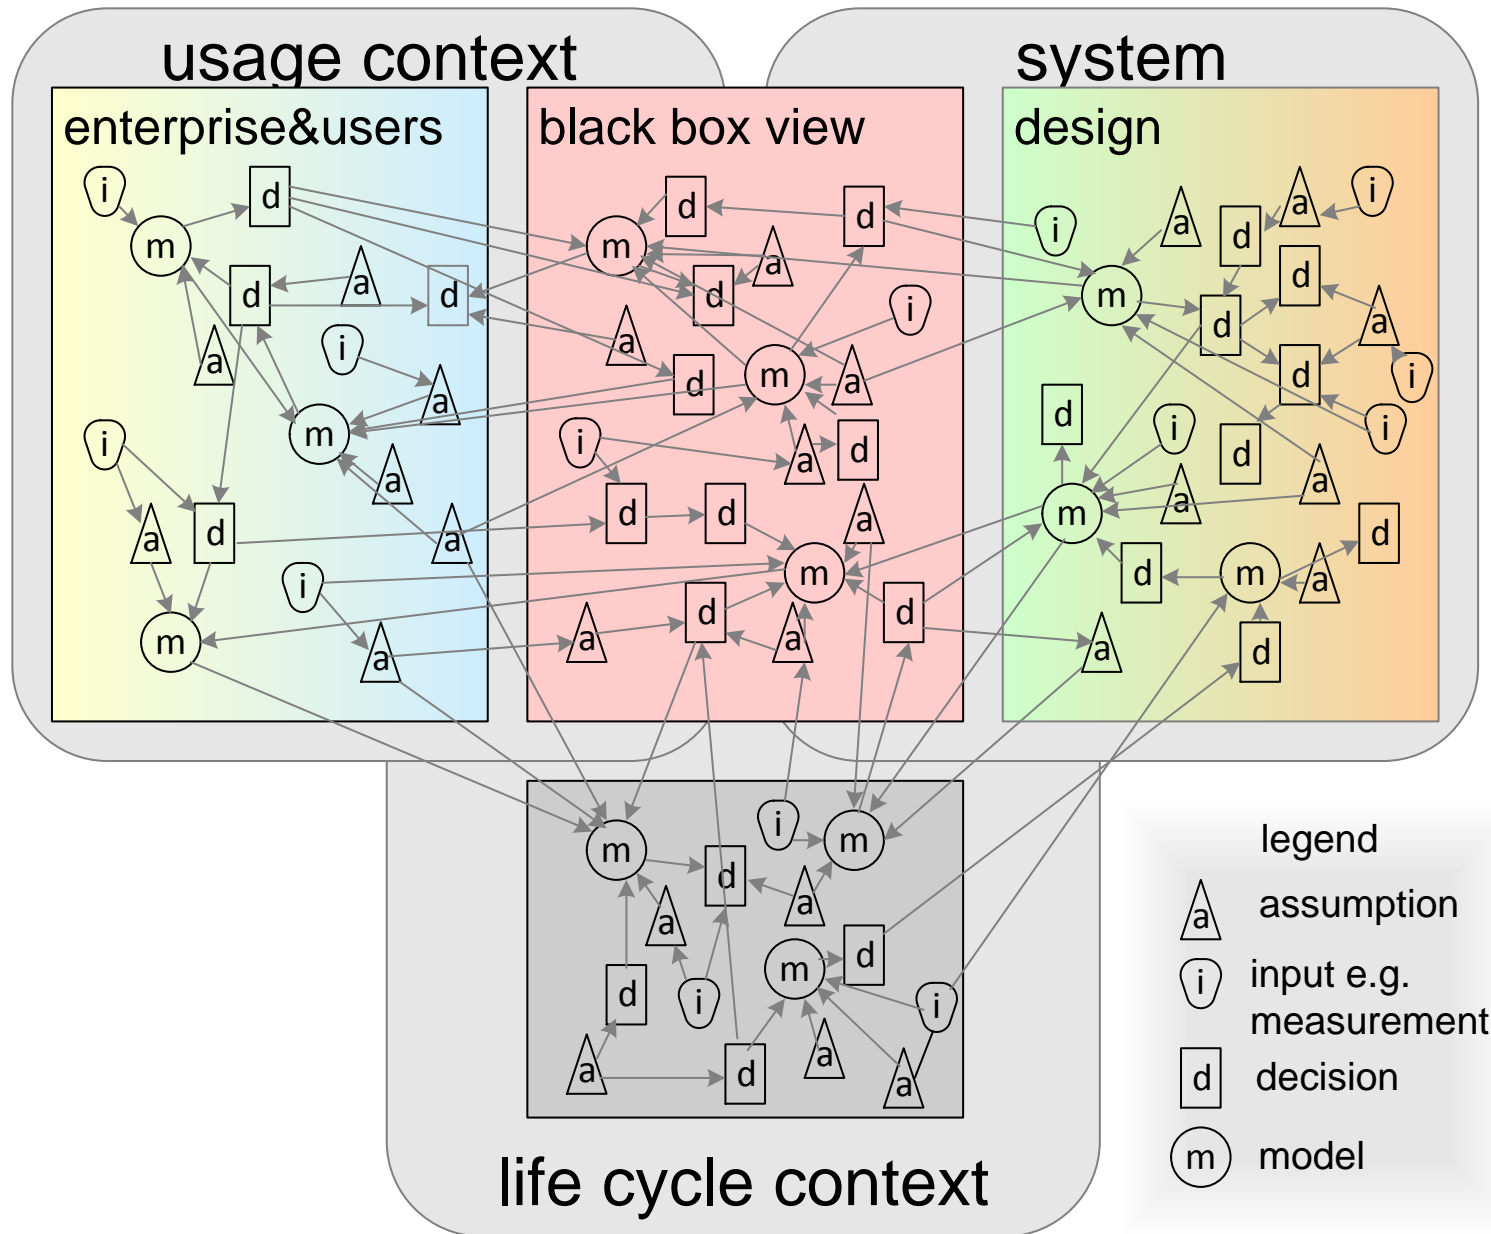 usage context
system
enterprise&users
i
d
m
d
a
d
i
a
a
m
i
a
a
d
a
i
m
a
black box view
d
d
m
a
d
i
a
m
d
a
d
i
a
d
d
a
m
d
d
a
a
design
i
a
a
i
d
d
m
a
d
d
i
d
i
i
d
a
a
m
d
m
d
a
a
d
m
i
m
d
a
a
d
m
d
i
i
a
a
d
a
life cycle context
legend
a assumption
i input e.g.
measurement
d decision
m model